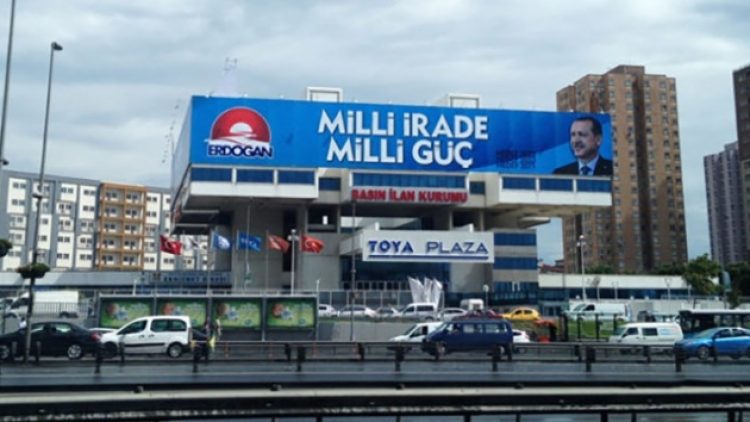 MİLLİ İRADE
MİLLİ GÜÇ
ERDOĞAN
BASIN İLAN KURUMU
TOYA PLAZA